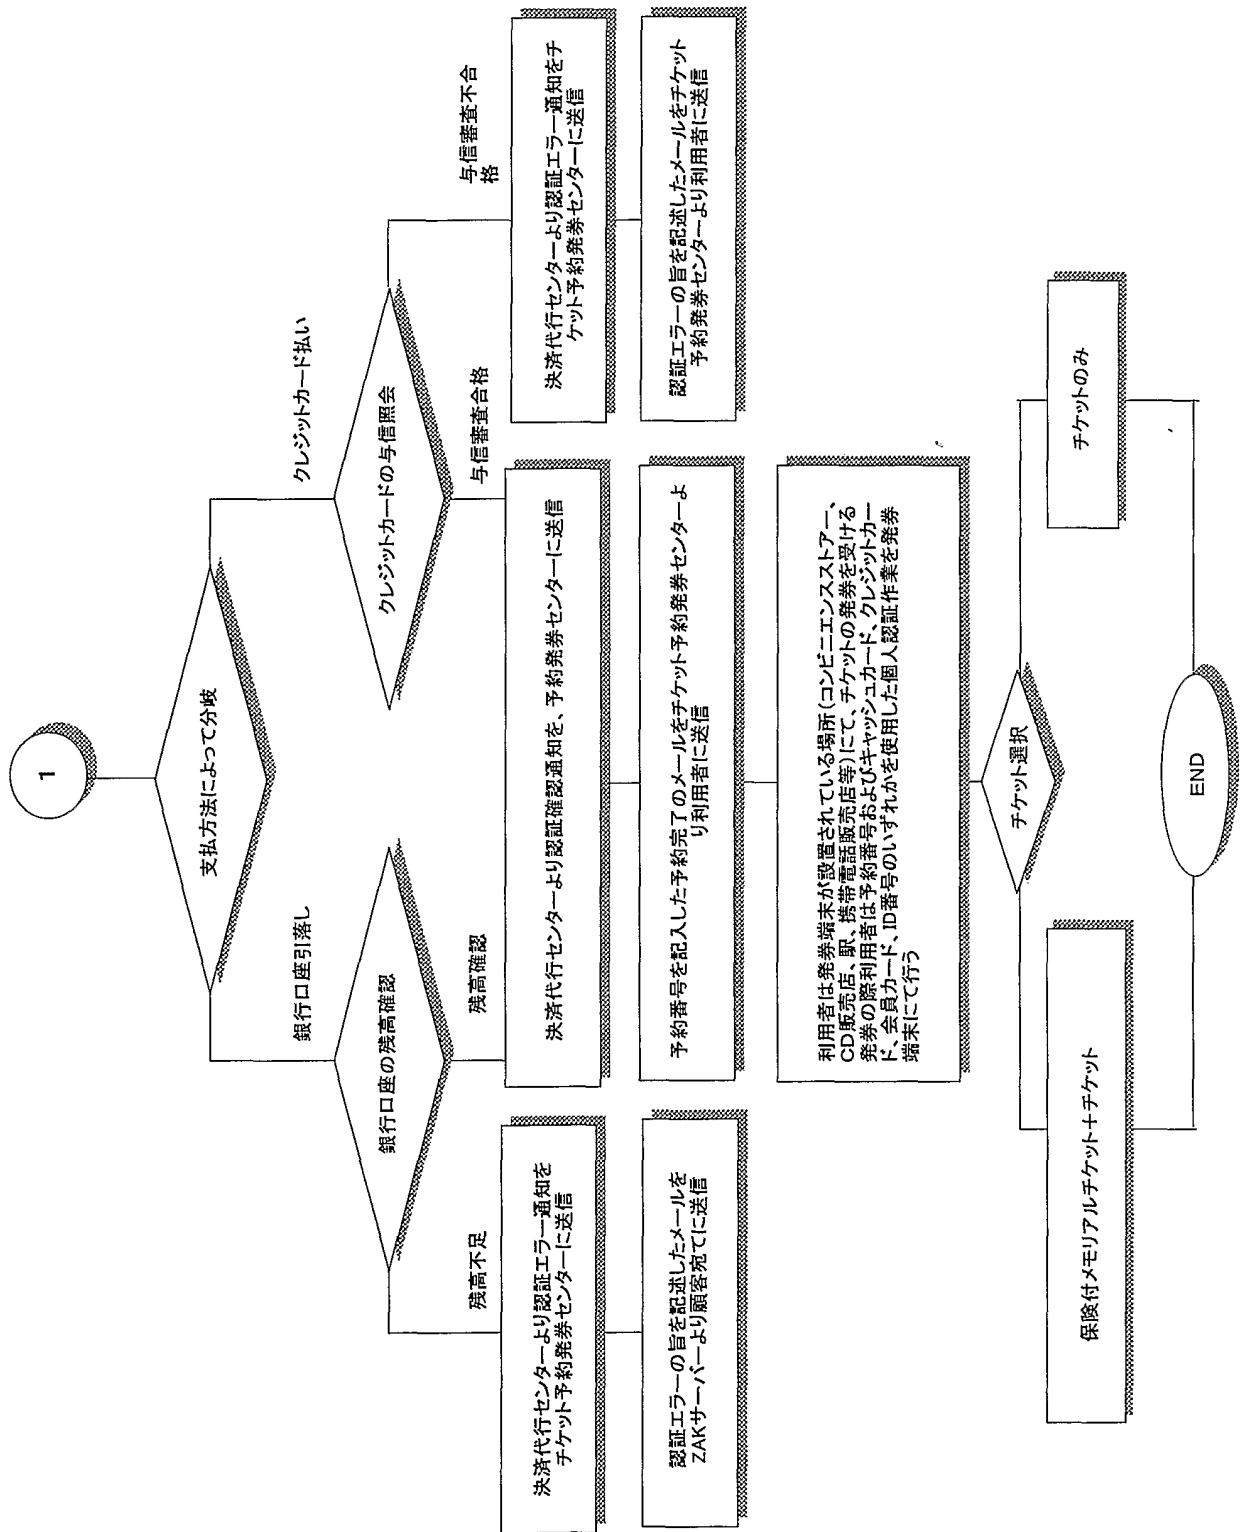 1
支払方法によって分岐
銀行口座引落し
クレジットカード払い
銀行口座の残高確認
クレジットカードの与信照会
残高不足
残高確認
与信審査合格
与信審査不合
格
決済代行センターより認証エラー通知を
チケット予約発券センターに送信
決済代行センターより認証確認通知を、予約発券センターに送信
決済代行センターより認証エラー通知をチ
ケット予約発券センターに送信
認証エラーの旨を記述したメールを
ZAKサーバーより顧客宛てに送信
予約番号を記入した予約完了のメールをチケット予約発券センターよ
り利用者に送信
認証エラーの旨を記述したメールをチケット
予約発券センターより利用者に送信
利用者は発券端末が設置されている場所(コンビニエンスストアー、
CD販売店、駅、携帯電話販売店等)にて、チケットの発券を受ける
発券の際利用者は予約番号およびキャッシュカード、クレジットカー
ド、会員カード、ID番号のいずれかを使用した個人認証作業を発券
端末にて行う
チケット選択
保険付メモリアルチケット＋チケット
チケットのみ
END